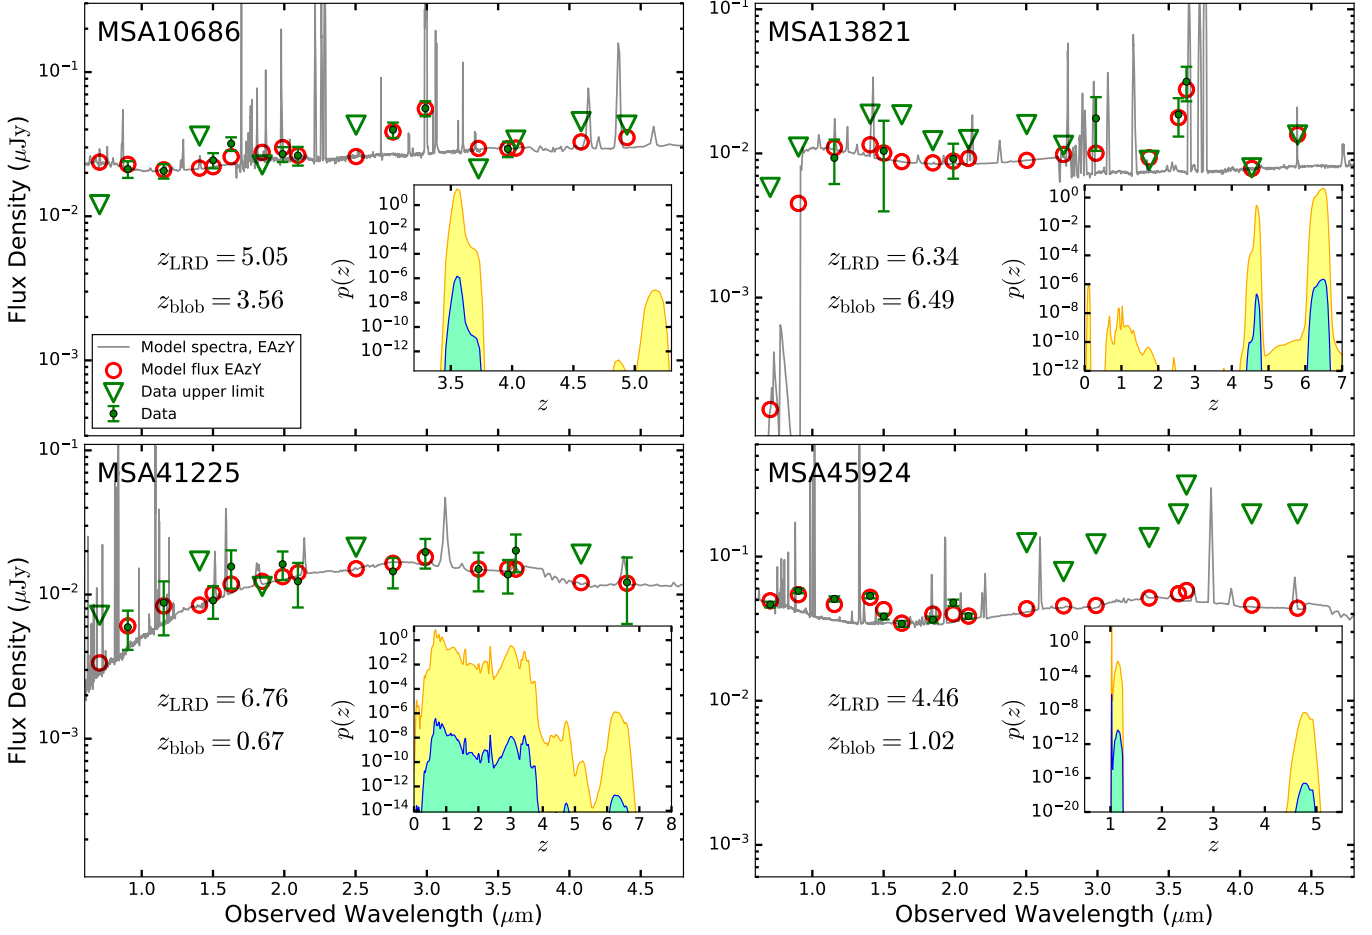 MSA10686
MSA13821
10⁻¹
10⁻²
10⁻³
Flux Density (μJy)
z_LRD = 5.05
z_blob = 3.56
Model spectra, EAzY
Model flux EAzY
Data upper limit
Data
p(z)
10⁰
10⁻²
10⁻⁴
10⁻⁶
10⁻⁸
10⁻¹⁰
10⁻¹²
3.5 4.0 4.5 5.0
z
10⁻¹
10⁻²
10⁻³
z_LRD = 6.34
z_blob = 6.49
p(z)
10⁰
10⁻²
10⁻⁴
10⁻⁶
10⁻⁸
10⁻¹⁰
10⁻¹²
0 1 2 3 4 5 6 7
z
MSA41225
MSA45924
10⁻¹
10⁻²
10⁻³
Flux Density (μJy)
z_LRD = 6.76
z_blob = 0.67
p(z)
10⁰
10⁻²
10⁻⁴
10⁻⁶
10⁻⁸
10⁻¹⁰
10⁻¹²
10⁻¹⁴
0 1 2 3 4 5 6 7 8
z
1.0 1.5 2.0 2.5 3.0 3.5 4.0 4.5
Observed Wavelength (μm)
10⁻¹
10⁻²
10⁻³
z_LRD = 4.46
z_blob = 1.02
p(z)
10⁰
10⁻⁴
10⁻⁸
10⁻¹²
10⁻¹⁶
10⁻²⁰
1 2 3 4 5
z
1.0 1.5 2.0 2.5 3.0 3.5 4.0 4.5
Observed Wavelength (μm)